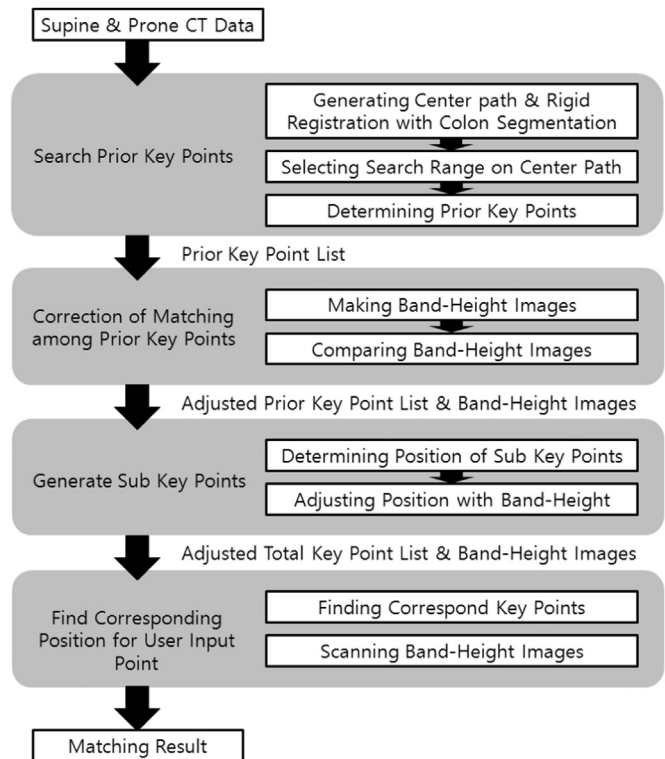 Supine & Prone CT Data
Search Prior Key Points
Generating Center path & Rigid
Registration with Colon Segmentation
Selecting Search Range on Center Path
Determining Prior Key Points
Prior Key Point List
Correction of Matching
among Prior Key Points
Making Band-Height Images
Comparing Band-Height Images
Adjusted Prior Key Point List & Band-Height Images
Generate Sub Key Points
Determining Position of Sub Key Points
Adjusting Position with Band-Height
Adjusted Total Key Point List & Band-Height Images
Find Corresponding
Position for User Input
Point
Finding Correspond Key Points
Scanning Band-Height Images
Matching Result